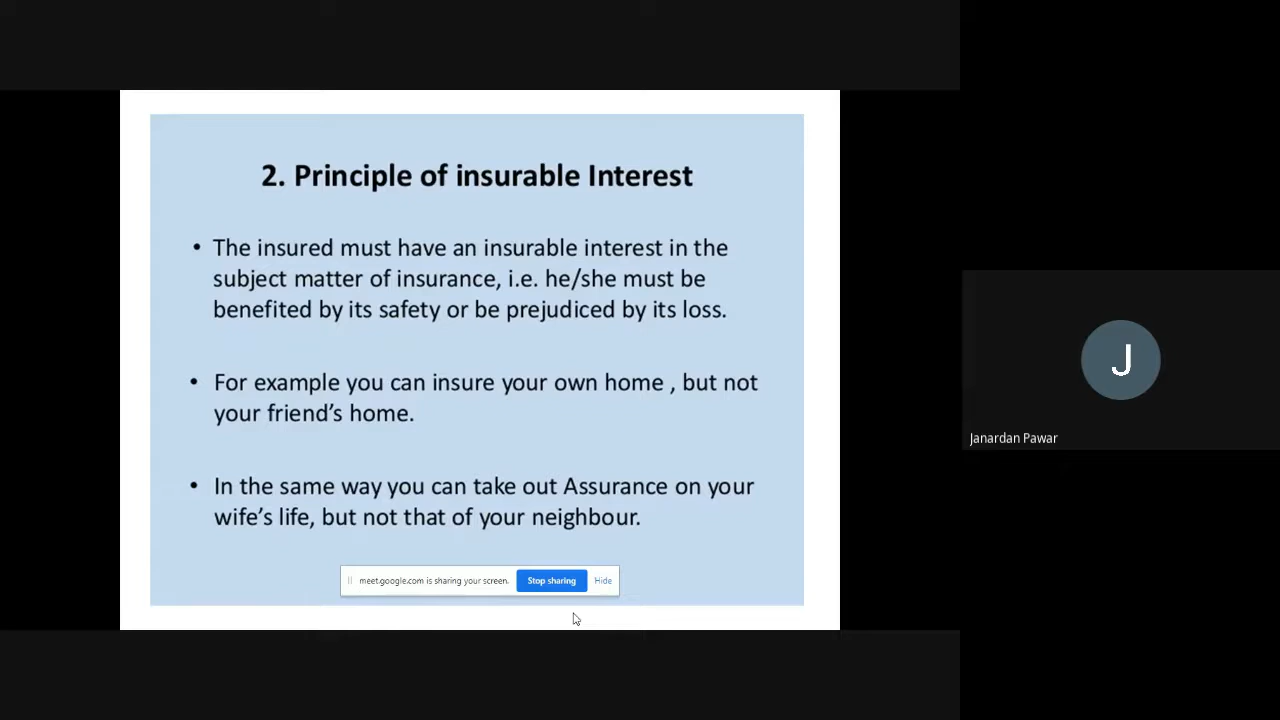 2. Principle of insurable Interest
• The insured must have an insurable interest in the
subject matter of insurance, i.e. he/she must be
benefited by its safety or be prejudiced by its loss.
• For example you can insure your own home , but not
your friend’s home.
• In the same way you can take out Assurance on your
wife’s life, but not that of your neighbour.
meet.google.com is sharing your screen. Stop sharing Hide
J
Janardan Pawar